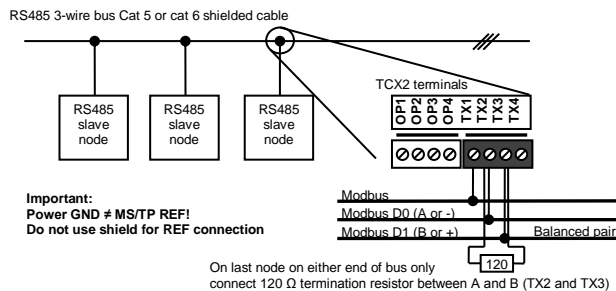 RS485 3-wire bus Cat 5 or cat 6 shielded cable
RS485
slave
node
RS485
slave
node
RS485
slave
node
TCX2 terminals
OP1
OP2
OP3
OP4
TX1
TX2
TX3
TX4
Important:
Power GND ≠ MS/TP REF!
Do not use shield for REF connection
Modbus
Modbus D0 (A or -)
Modbus D1 (B or +)
Balanced pair
120
On last node on either end of bus only
connect 120 Ω termination resistor between A and B (TX2 and TX3)